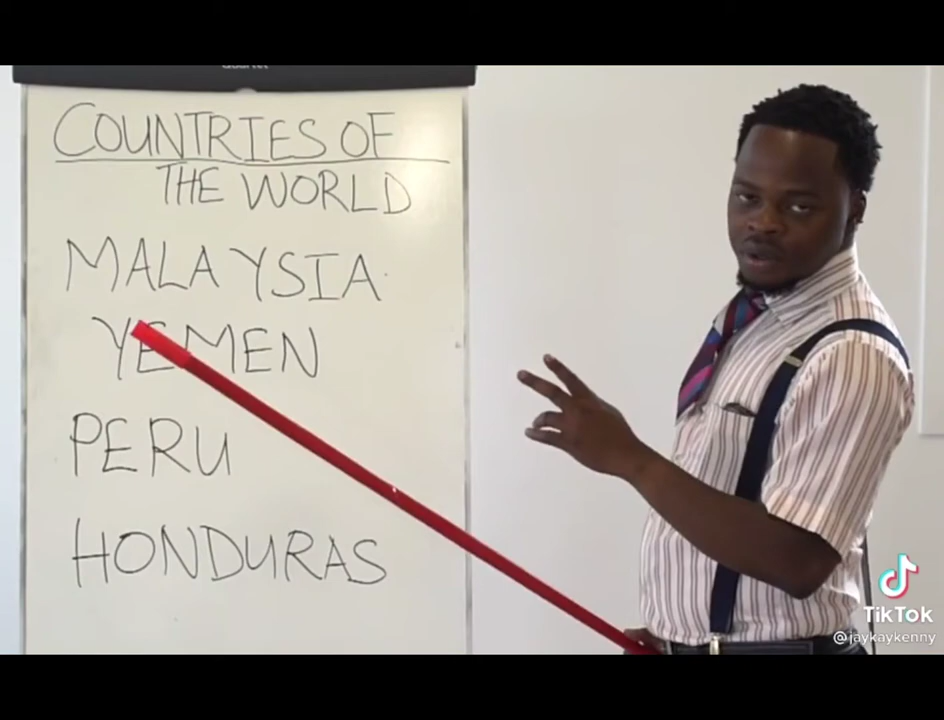 COUNTRIES OF
THE WORLD
MALAYSIA
YEMEN
PERU
HONDURAS
TikTok
@jaykaykenny